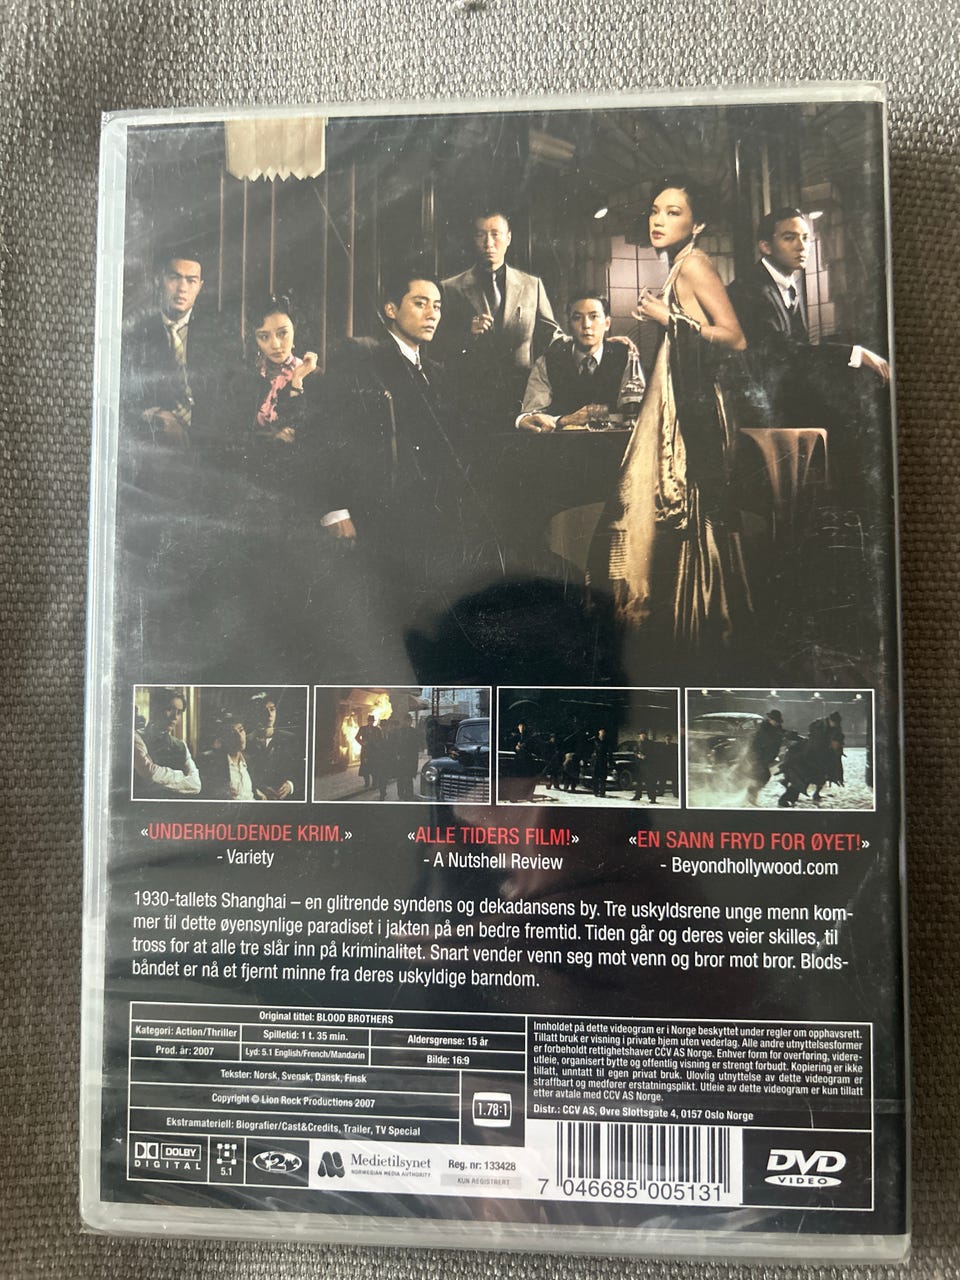 «UNDERHOLDENDE KRIM.»
- Variety
«ALLE TIDERS FILM!»
- A Nutshell Review
«EN SANN FRYD FOR ØYET!»
- Beyondhollywood.com
1930-tallets Shanghai – en glitrende syndens og dekadansens by. Tre uskyldsrene unge menn kom-
mer til dette øyensynlige paradiset i jakten på en bedre fremtid. Tiden går og deres veier skilles, til
tross for at alle tre slår inn på kriminalitet. Snart vender venn seg mot venn og bror mot bror. Blods-
båndet er nå et fjernt minne fra deres uskyldige barndom.
Original tittel: BLOOD BROTHERS
Kategori: Action/Thriller
Spilletid: 1 t. 35 min.
Aldersgrense: 15 år
Prod. år: 2007
Lyd: 5.1 English/French/Mandarin
Bilde: 16:9
Tekster: Norsk, Svensk, Dansk, Finsk
Copyright © Lion Rock Productions 2007
Ekstramateriell: Biografier/Cast&Credits, Trailer, TV Special
1.78:1
Innholdet på dette videogram er i Norge beskyttet under regler om opphavsrett.
Tillatt bruk er visning i private hjem uten vederlag. Alle andre utnyttelsesformer
er forbeholdt rettighetshaver CCV AS Norge. Enhver form for overføring, videre-
utleie, organisert bytte og offentlig visning er strengt forbudt. Kopiering er ikke
tillatt, unntatt til egen privat bruk. Ulovlig utnyttelse av dette videogram er
straffbart og medfører erstatningsplikt. Utleie av dette videogram er kun tillatt
etter avtale med CCV AS Norge.
Distr.: CCV AS, Øvre Slottsgate 4, 0157 Oslo Norge
DOLBY
DIGITAL
5.1
2
Medietilsynet
NORWEGIAN MEDIA AUTHORITY
Reg. nr: 133428
KUN REGISTRERT
7 046685 005131
DVD
VIDEO